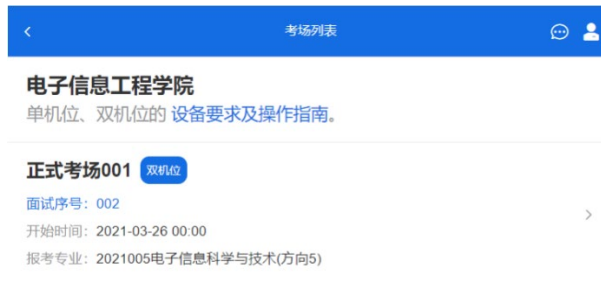 考场列表
电子信息工程学院
单机位、双机位的 设备要求及操作指南。
正式考场001 双机位
面试序号：002
开始时间：2021-03-26 00:00
报考专业：2021005电子信息科学与技术(方向5)